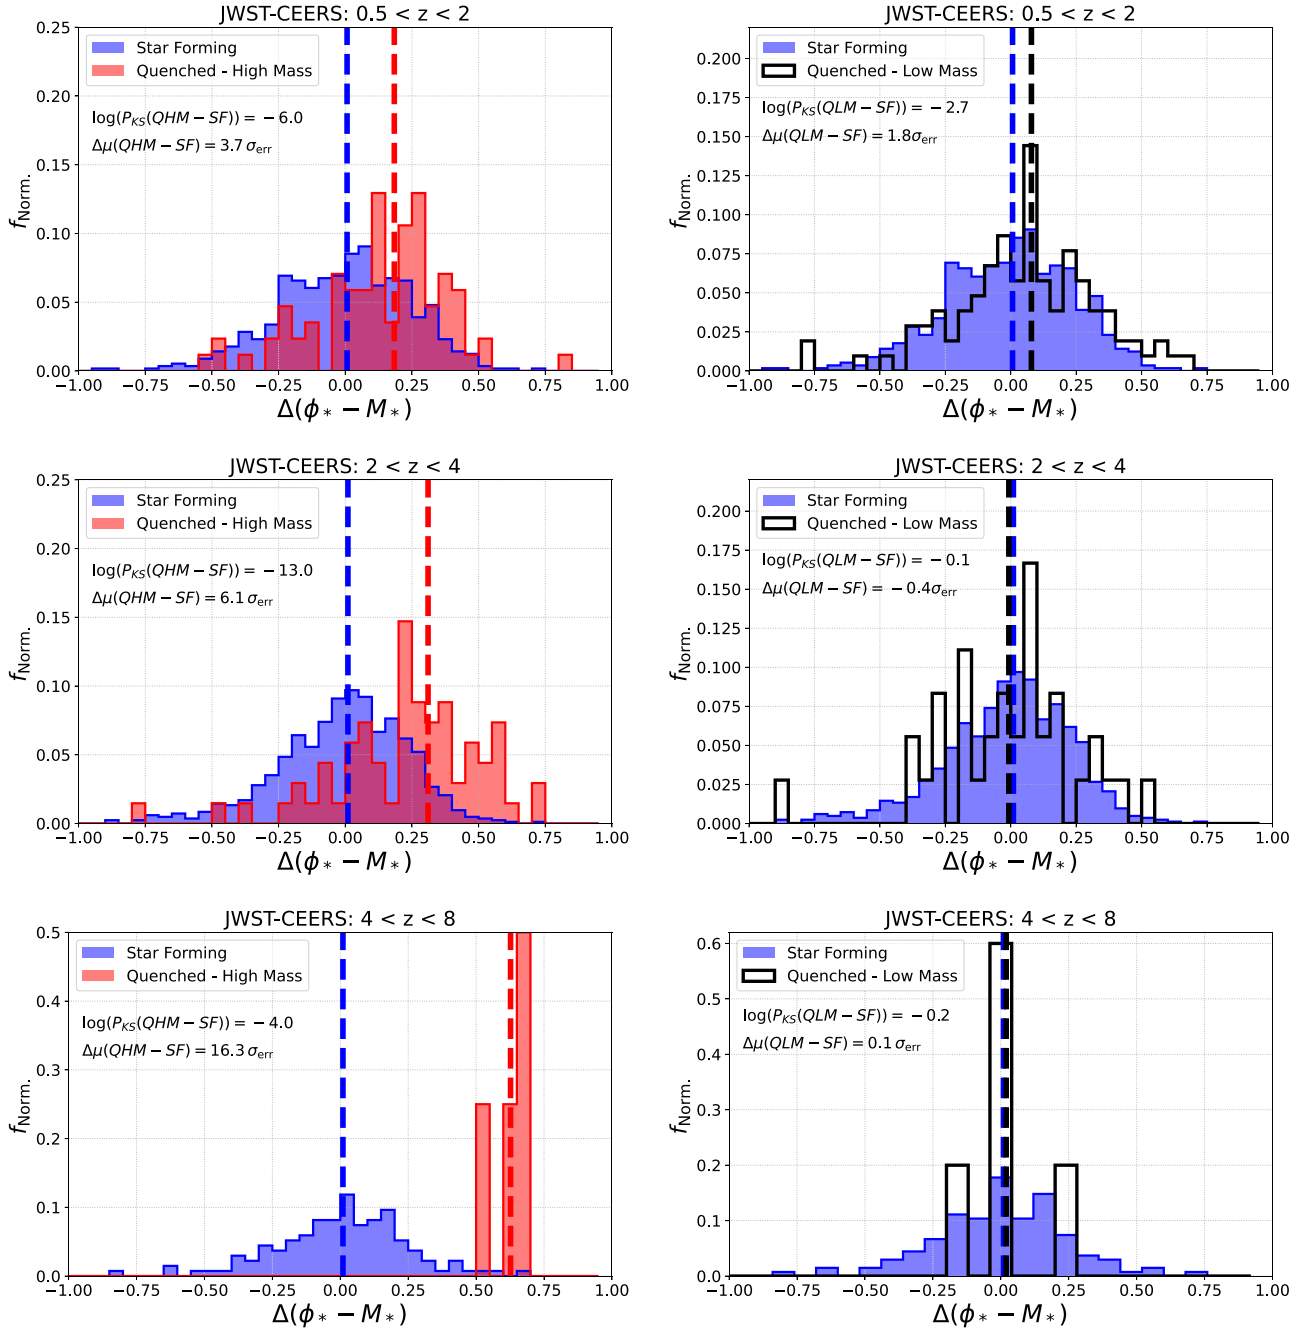 JWST-CEERS: 0.5 < z < 2
Star Forming
Quenched - High Mass
log(P_KS(QHM − SF)) = − 6.0
Δμ(QHM − SF) = 3.7 σ_err
f_Norm.
0.25
0.20
0.15
0.10
0.05
0.00
−1.00 −0.75 −0.50 −0.25 0.00 0.25 0.50 0.75 1.00
Δ(ϕ* − M*)
JWST-CEERS: 0.5 < z < 2
Star Forming
Quenched - Low Mass
log(P_KS(QLM − SF)) = − 2.7
Δμ(QLM − SF) = 1.8σ_err
f_Norm.
0.200
0.175
0.150
0.125
0.100
0.075
0.050
0.025
0.000
−1.00 −0.75 −0.50 −0.25 0.00 0.25 0.50 0.75 1.00
Δ(ϕ* − M*)
JWST-CEERS: 2 < z < 4
Star Forming
Quenched - High Mass
log(P_KS(QHM − SF)) = − 13.0
Δμ(QHM − SF) = 6.1 σ_err
f_Norm.
0.25
0.20
0.15
0.10
0.05
0.00
−1.00 −0.75 −0.50 −0.25 0.00 0.25 0.50 0.75 1.00
Δ(ϕ* − M*)
JWST-CEERS: 2 < z < 4
Star Forming
Quenched - Low Mass
log(P_KS(QLM − SF)) = − 0.1
Δμ(QLM − SF) = − 0.4σ_err
f_Norm.
0.200
0.175
0.150
0.125
0.100
0.075
0.050
0.025
0.000
−1.00 −0.75 −0.50 −0.25 0.00 0.25 0.50 0.75 1.00
Δ(ϕ* − M*)
JWST-CEERS: 4 < z < 8
Star Forming
Quenched - High Mass
log(P_KS(QHM − SF)) = − 4.0
Δμ(QHM − SF) = 16.3 σ_err
f_Norm.
0.5
0.4
0.3
0.2
0.1
0.0
−1.00 −0.75 −0.50 −0.25 0.00 0.25 0.50 0.75 1.00
Δ(ϕ* − M*)
JWST-CEERS: 4 < z < 8
Star Forming
Quenched - Low Mass
log(P_KS(QLM − SF)) = − 0.2
Δμ(QLM − SF) = 0.1 σ_err
f_Norm.
0.6
0.5
0.4
0.3
0.2
0.1
0.0
−1.00 −0.75 −0.50 −0.25 0.00 0.25 0.50 0.75 1.00
Δ(ϕ* − M*)